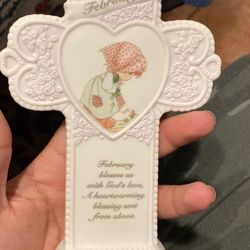 February
February
blesses us
with God's love,
A heartwarming
blessing sent
from above.